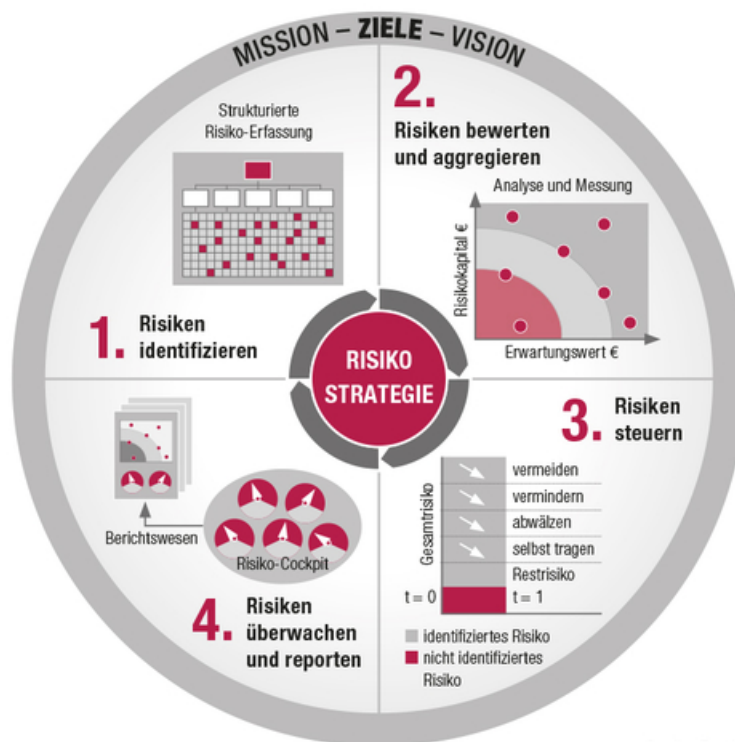 MISSION – ZIELE – VISION
Strukturierte
Risiko-Erfassung
1. Risiken
identifizieren
2.
Risiken bewerten
und aggregieren
Analyse und Messung
Risikokapital €
Erwartungswert €
RISIKO
STRATEGIE
3. Risiken
steuern
Gesamtrisiko
vermeiden
vermindern
abwälzen
selbst tragen
Restrisiko
t = 0
t = 1
identifiziertes Risiko
nicht identifiziertes
Risiko
Berichtswesen
Risiko-Cockpit
4. Risiken
überwachen
und reporten